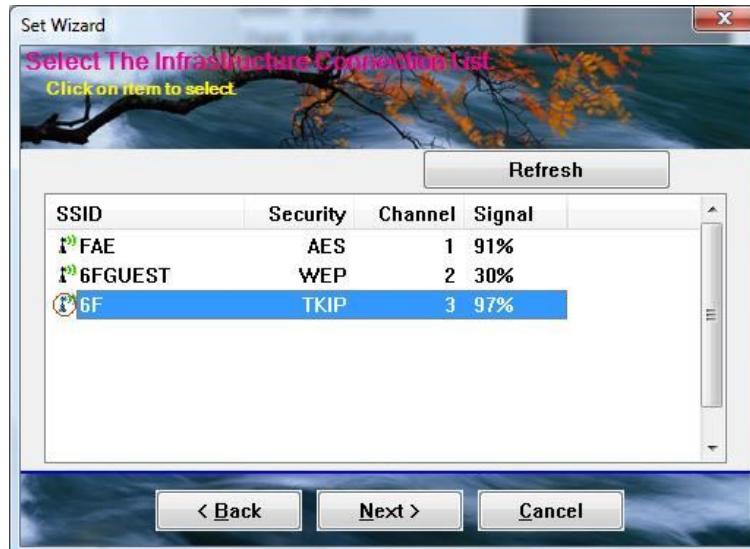 Set Wizard
Select The Infrastructure Connection List
Click on item to select.
Refresh
SSID Security Channel Signal
FAE AES 1 91%
6FGUEST WEP 2 30%
6F TKIP 3 97%
< Back Next > Cancel